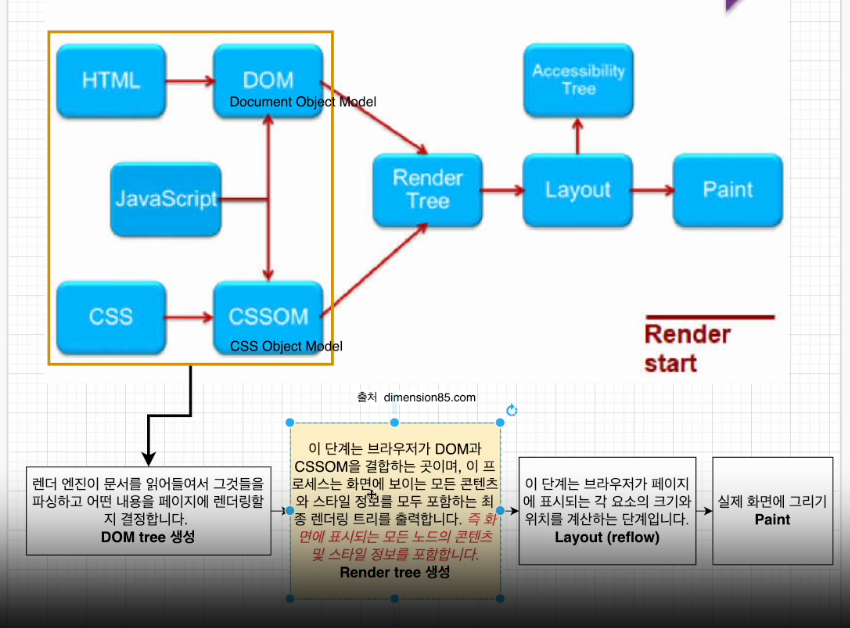 HTML
DOM
Document Object Model
Accessibility
Tree
JavaScript
Render
Tree
Layout
Paint
CSS
CSSOM
CSS Object Model
Render
start
출처 dimension85.com
렌더 엔진이 문서를 읽어들여서 그것들을
파싱하고 어떤 내용을 페이지에 렌더링할
지 결정합니다.
DOM tree 생성
이 단계는 브라우저가 DOM과
CSSOM을 결합하는 곳이며, 이 프
로세스는 화면에 보이는 모든 콘텐츠
와 스타일 정보를 모두 포함하는 최
종 렌더링 트리를 출력합니다. 즉 화
면에 표시되는 모든 노드의 콘텐츠
및 스타일 정보를 포함합니다.
Render tree 생성
이 단계는 브라우저가 페이지
에 표시되는 각 요소의 크기와
위치를 계산하는 단계입니다.
Layout (reflow)
실제 화면에 그리기
Paint